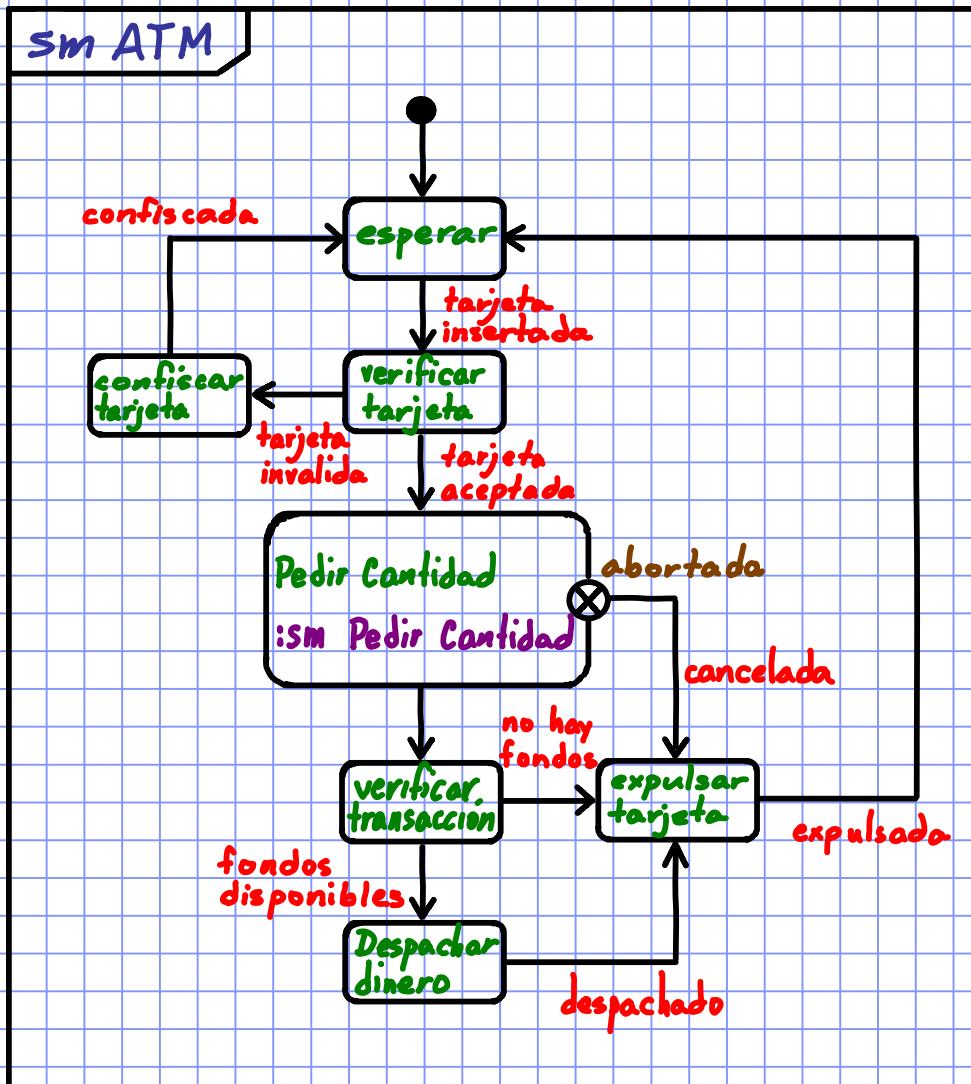 sm ATM
confiscada
esperar
tarjeta
insertada
confiscar
tarjeta
verificar
tarjeta
tarjeta
invalida
tarjeta
aceptada
Pedir Cantidad
:sm Pedir Cantidad
abortada
cancelada
no hay
fondos
verificar
transacción
expulsar
tarjeta
expulsada
fondos
disponibles
Despachar
dinero
despachado